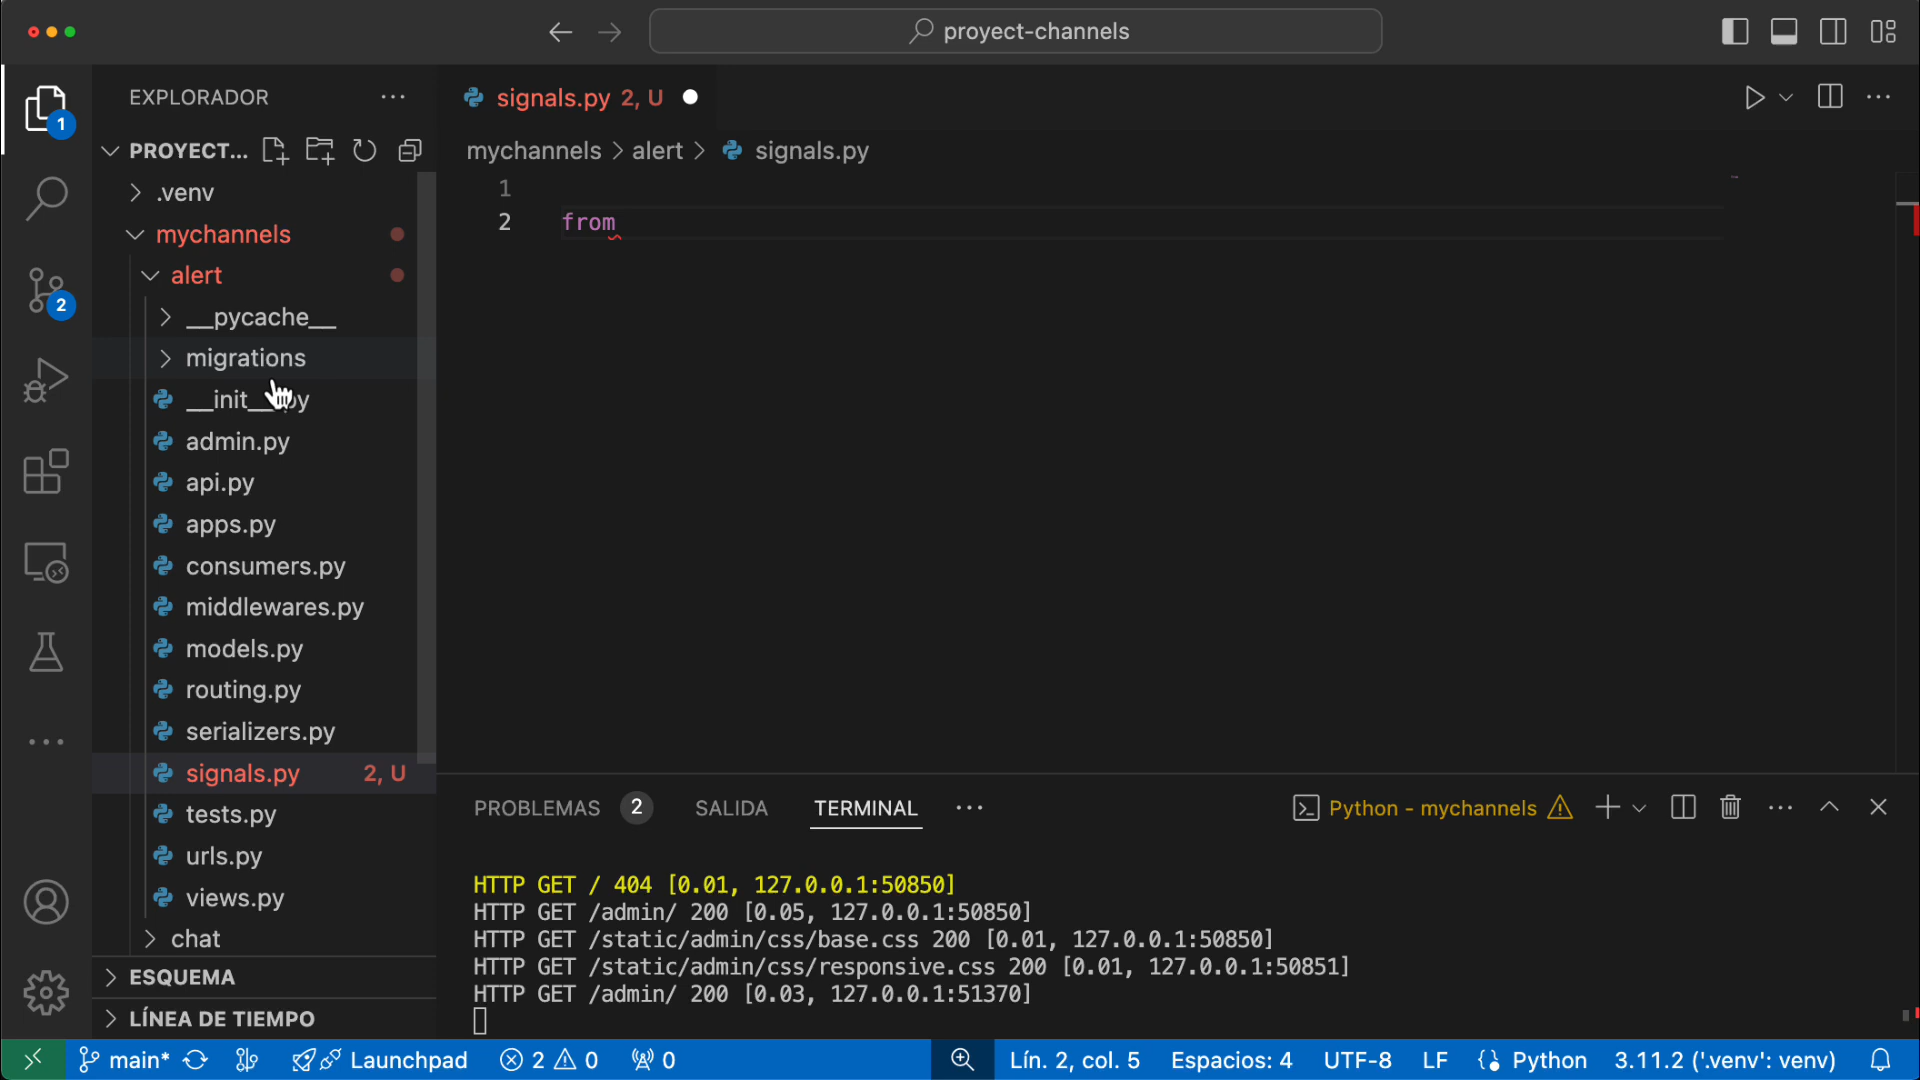 proyect-channels
EXPLORADOR
signals.py 2, U
1
PROYECT...
mychannels > alert > signals.py
.venv
1
mychannels
2 from
alert
__pycache__
2
migrations
__init__.py
admin.py
api.py
apps.py
consumers.py
middlewares.py
models.py
routing.py
serializers.py
signals.py 2, U
tests.py
urls.py
views.py
chat
ESQUEMA
LÍNEA DE TIEMPO
PROBLEMAS 2 SALIDA TERMINAL Python - mychannels
HTTP GET / 404 [0.01, 127.0.0.1:50850]
HTTP GET /admin/ 200 [0.05, 127.0.0.1:50850]
HTTP GET /static/admin/css/base.css 200 [0.01, 127.0.0.1:50850]
HTTP GET /static/admin/css/responsive.css 200 [0.01, 127.0.0.1:50851]
HTTP GET /admin/ 200 [0.03, 127.0.0.1:51370]
main* Launchpad 2 0 0 Lín. 2, col. 5 Espacios: 4 UTF-8 LF Python 3.11.2 ('.venv': venv)